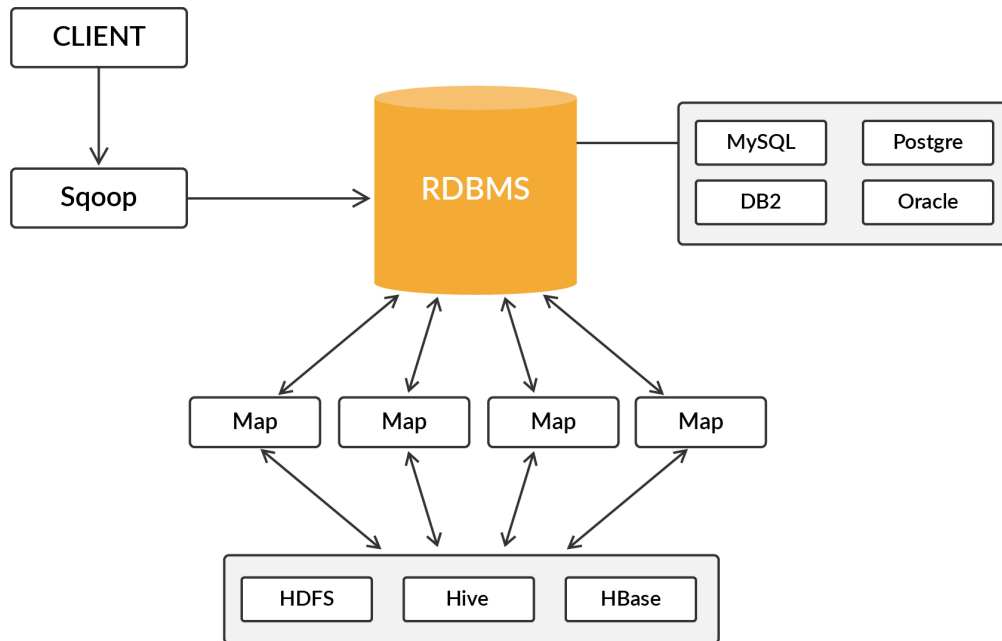 CLIENT
Sqoop
RDBMS
MySQL
Postgre
DB2
Oracle
Map
Map
Map
Map
HDFS
Hive
HBase